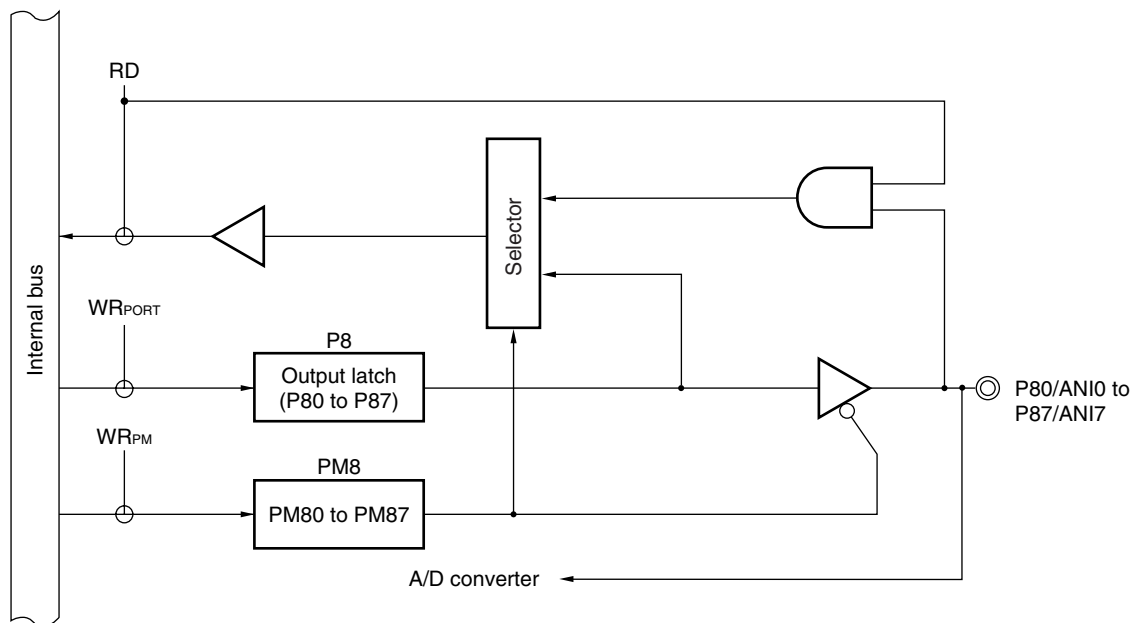 RD
Selector
Internal bus
WRPORT
P8
Output latch
(P80 to P87)
P80/ANI0 to
P87/ANI7
WRPM
PM8
PM80 to PM87
A/D converter